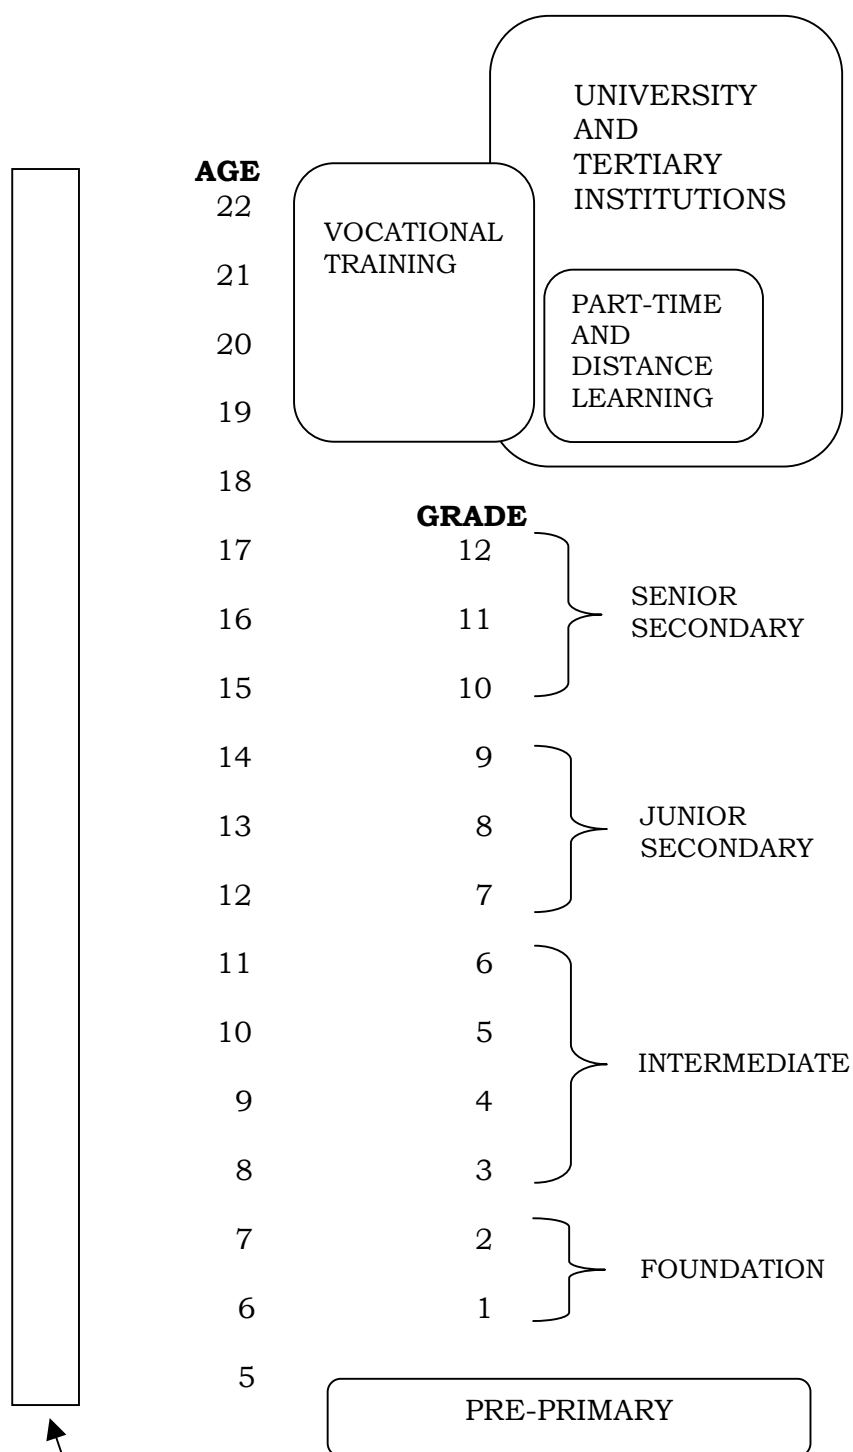 UNIVERSITY
AND
TERTIARY
INSTITUTIONS
AGE
22
VOCATIONAL
TRAINING
21
PART-TIME
AND
DISTANCE
LEARNING
20
19
18
GRADE
17 12
SENIOR
SECONDARY
16 11
15 10
14 9
JUNIOR
SECONDARY
13 8
12 7
11 6
10 5
INTERMEDIATE
9 4
8 3
7 2
FOUNDATION
6 1
5
PRE-PRIMARY